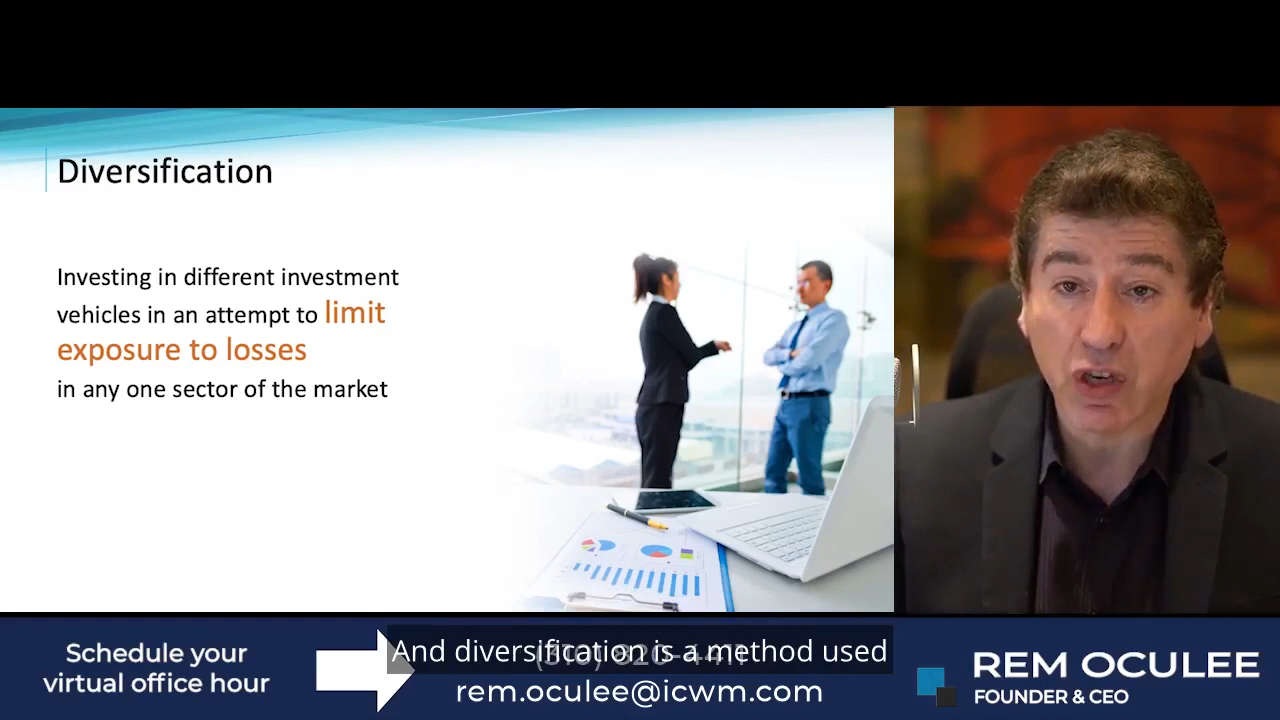 Diversification
Investing in different investment
vehicles in an attempt to limit
exposure to losses
in any one sector of the market
Schedule your
virtual office hour
And diversification is a method used
rem.oculee@icwm.com
REM OCULEE
FOUNDER & CEO